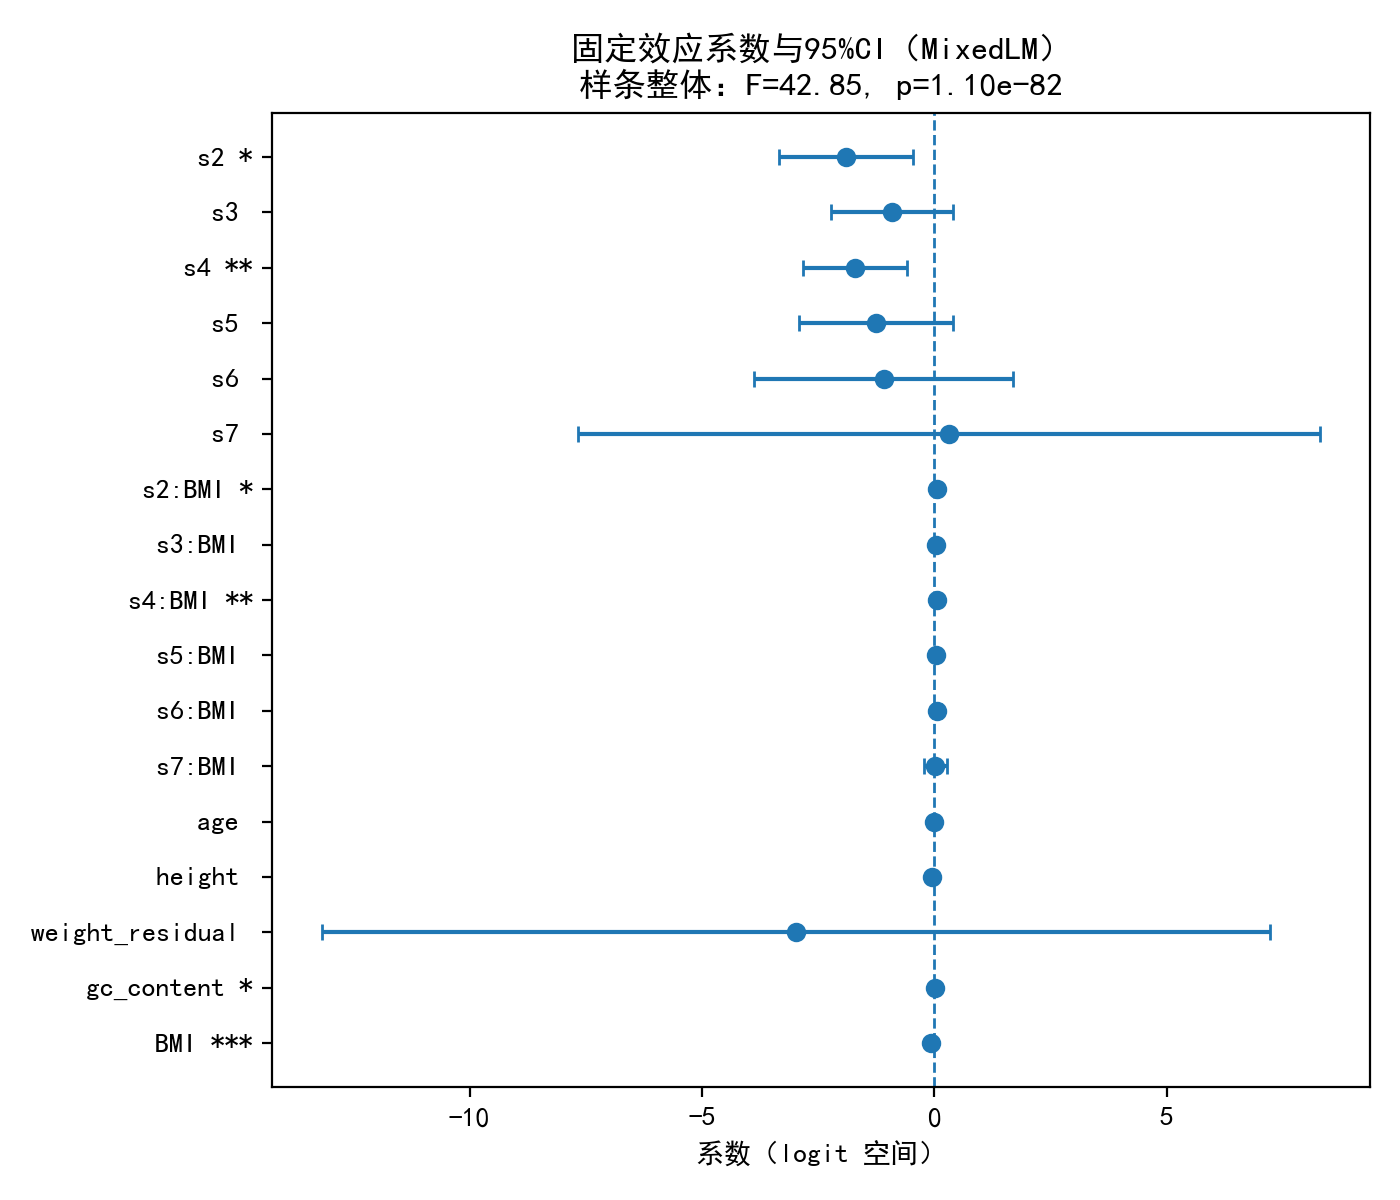 固定效应系数与95%CI（MixedLM）
样条整体：F=42.85, p=1.10e−82
s2 *
s3
s4 **
s5
s6
s7
s2:BMI *
s3:BMI
s4:BMI **
s5:BMI
s6:BMI
s7:BMI
age
height
weight_residual
gc_content *
BMI ***
−10 −5 0 5
系数（logit 空间）